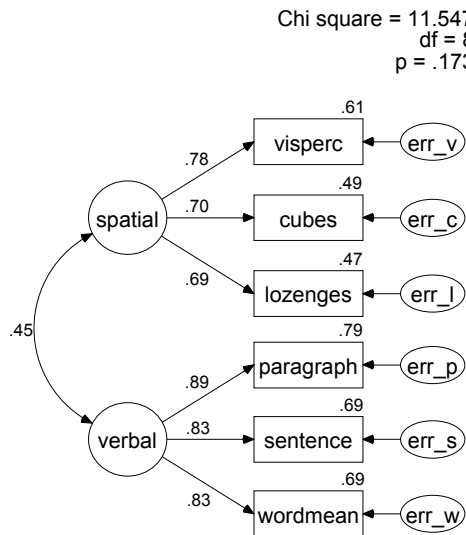 Chi square = 11.547
df = 8
p = .173
.61
visperc
err_v
.78
.49
spatial
.70
cubes
err_c
.47
.69
lozenges
err_l
.45
.79
paragraph
err_p
.89
.69
verbal
.83
sentence
err_s
.69
.83
wordmean
err_w